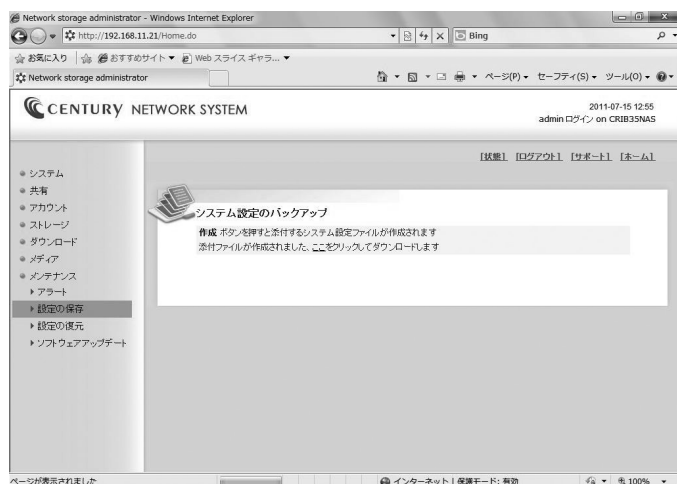 Network storage administrator - Windows Internet Explorer
http://192.168.11.21/Home.do
Bing
お気に入り おすすめサイト ▼ Web スライス ギャラ... ▼
Network storage administrator
ページ(P) ▼ セーフティ(S) ▼ ツール(O) ▼
CENTURY NETWORK SYSTEM
2011-07-15 12:55
admin ログイン on CRIB35NAS
[状態] [ログアウト] [サポート] [ホーム]
システム
共有
アカウント
ストレージ
ダウンロード
メディア
メンテナンス
アラート
設定の保存
設定の復元
ソフトウェアアップデート
システム設定のバックアップ
作成 ボタンを押すと添付するシステム設定ファイルが作成されます
添付ファイルが作成されました、ここをクリックしてダウンロードします
ページが表示されました
インターネット | 保護モード: 有効
100%